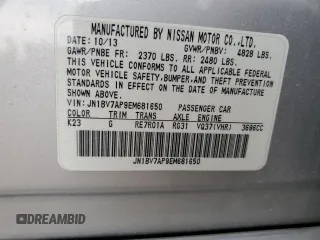 MANUFACTURED BY NISSAN MOTOR CO.,LTD.
DATE: 10/13 GVWR/PNBV: 4828 LBS.
GAWR/PNBE FR: 2370 LBS. RR: 2480 LBS.
THIS VEHICLE CONFORMS TO ALL APPLICABLE FEDERAL
MOTOR VEHICLE SAFETY, BUMPER, AND THEFT PREVENTION
STANDARDS IN EFFECT ON THE DATE OF MANUFACTURE
SHOWN ABOVE.
VIN: JN1BV7AP9EM681650 PASSENGER CAR
COLOR TRIM TRANS AXLE ENGINE
K23 G RE7R01A RG31 VQ37(VHR) 3696CC
JN1BV7AP9EM681650
DREAMBID